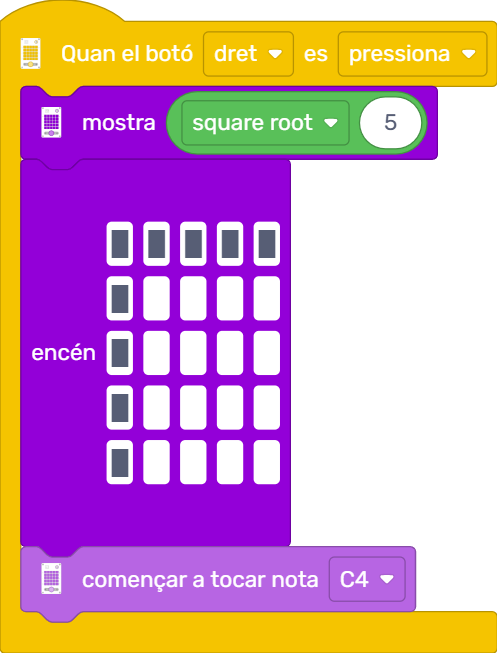 Quan el botó dret es pressiona
mostra square root 5
encén
començar a tocar nota C4